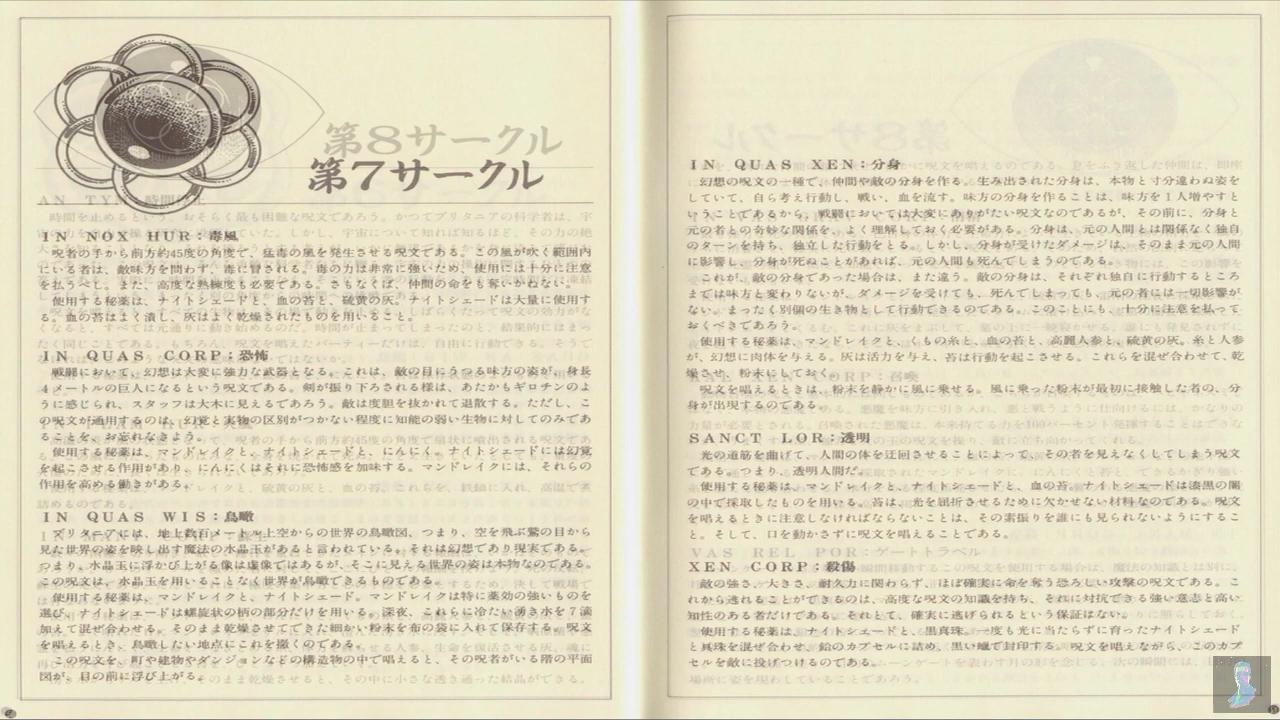 第8サークル
第7サークル
IN NOX HUR：毒風
呪者の手から前方約45度の角度で、猛毒の風を発生させる呪文である。この風が吹く範囲内
にいる者は、敵味方を問わず、毒に冒される。毒の力は非常に強いため、使用には十分に注意
を払うべし。また、高度な熟練度も必要である。さもなくば、仲間の命をも奪いかねない。
使用する秘薬は、ナイトシェードと、血の苔と、硫黄の灰。ナイトシェードは大量に使用す
る。血の苔はよく潰し、灰はよく乾燥されたものを用いること。
IN QUAS CORP：恐怖
戦闘において、幻想は大変に強力な武器となる。これは、敵の目にうつる味方の姿が、身長
4メートルの巨人になるという呪文である。剣が振り下ろされる様は、あたかもギロチンのよ
うに感じられ、スタッフは大木に見えるであろう。敵は度胆を抜かれて退散する。ただし、こ
の呪文が通用するのは、幻覚と実物の区別がつかない程度に知能の弱い生物に対してのみであ
ることを、お忘れなきよう。
使用する秘薬は、マンドレイクと、ナイトシェードと、にんにく。ナイトシェードには幻覚
を起こさせる作用があり、にんにくはそれに恐怖感を加味する。マンドレイクには、それらの
作用を高める働きがある。
IN QUAS WIS：鳥瞰
ブリタニアには、地上数百メートル上空からの世界の鳥瞰図、つまり、空を飛ぶ鷲の目から
見た世界の姿を映し出す魔法の水晶玉があると言われている。それは幻想であり現実である。
つまり、水晶玉に浮かび上がる像は虚像ではあるが、そこに見える世界の姿は本物なのである。
この呪文は、水晶玉を用いることなく世界が鳥瞰できるものである。
使用する秘薬は、マンドレイクと、ナイトシェード。マンドレイクは特に薬効の強いものを
選び、ナイトシェードは螺旋状の柄の部分だけを用いる。深夜、これらに冷たい湧き水を7滴
加えて混ぜ合わせる。そのまま乾燥させてできた細かい粉末を布の袋に入れて保存する。呪文
を唱えるとき、鳥瞰したい地点にこれを撒くのである。
この呪文を、町や建物やダンジョンなどの構造物の中で唱えると、その呪者がいる階の平面
図が、目の前に浮び上がる。
IN QUAS XEN：分身
幻想の呪文の一種で、仲間や敵の分身を作る。生み出された分身は、本物と寸分違わぬ姿を
していて、自ら考え行動し、戦い、血を流す。味方の分身を作ることは、味方を1人増やすと
いうことであるから、戦闘においては大変にありがたい呪文なのであるが、その前に、分身と
元の者との奇妙な関係を、よく理解しておく必要がある。分身は、元の人間とは関係なく独自
のターンを持ち、独立した行動をとる。しかし、分身が受けたダメージは、そのまま元の人間
に影響し、分身が死ぬことがあれば、元の人間も死んでしまうのである。
これが、敵の分身であった場合は、また違う。敵の分身は、それぞれ独自に行動するところ
までは味方と変わりないが、ダメージを受けても、死んでしまっても、元の者には一切影響が
ない。まったく別個の生き物として行動できるのである。このことにも、十分に注意を払って
おくべきであろう。
使用する秘薬は、マンドレイクと、くもの糸と、血の苔と、高麗人参と、硫黄の灰。糸と人参
が、幻想に肉体を与える。灰は活力を与え、苔は行動を起こさせる。これらを混ぜ合わせて、乾
燥させ、粉末にしておく。
呪文を唱えるときは、粉末を静かに風に乗せる。風に乗った粉末が最初に接触した者の、分
身が出現するのである。
SANCT LOR：透明
光の道筋を曲げて、人間の体を迂回させることによって、その者を見えなくしてしまう呪文
である。つまり、透明人間だ。
使用する秘薬は、マンドレイクと、ナイトシェードと、血の苔。ナイトシェードは漆黒の闇
の中で採取したものを用いる。苔は、光を屈折させるために欠かせない材料なのである。呪文
を唱えるときに注意しなければならないことは、その素振りを誰にも見られないようにするこ
と。そして、口を動かさずに呪文を唱えることである。
VAS REL POR：ゲートトラベル
XEN CORP：殺傷
敵の強さ、大きさ、耐久力に関わらず、ほぼ確実に命を奪う恐ろしい攻撃の呪文である。こ
れから逃れることができるのは、高度な呪文の知識を持ち、それに対抗できる強い意志と高い
知性のある者だけである。それとて、確実に逃げられるという保証はない。
使用する秘薬は、ナイトシェードと、黒真珠。一度も光に当たらずに育ったナイトシェード
と真珠を混ぜ合わせ、鉛のカプセルに詰め、黒い蠟で封印する。呪文を唱えながら、このカプ
セルを敵に投げつけるのである。